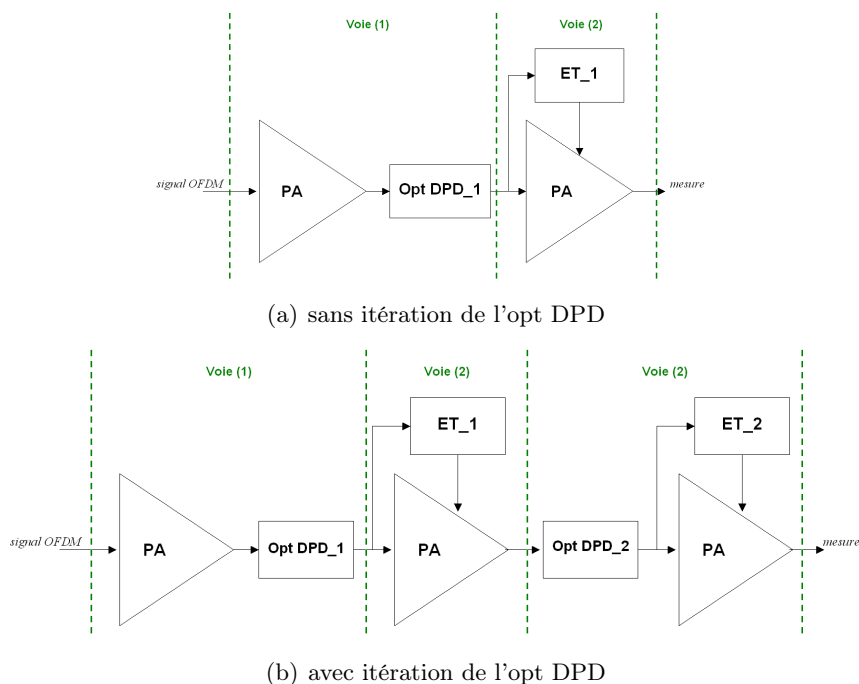 Voie (1)
Voie (2)
ET_1
signal OFDM
PA
Opt DPD_1
PA
mesure
(a) sans itération de l'opt DPD
Voie (1)
Voie (2)
Voie (2)
ET_1
ET_2
signal OFDM
PA
Opt DPD_1
PA
Opt DPD_2
PA
mesure
(b) avec itération de l'opt DPD